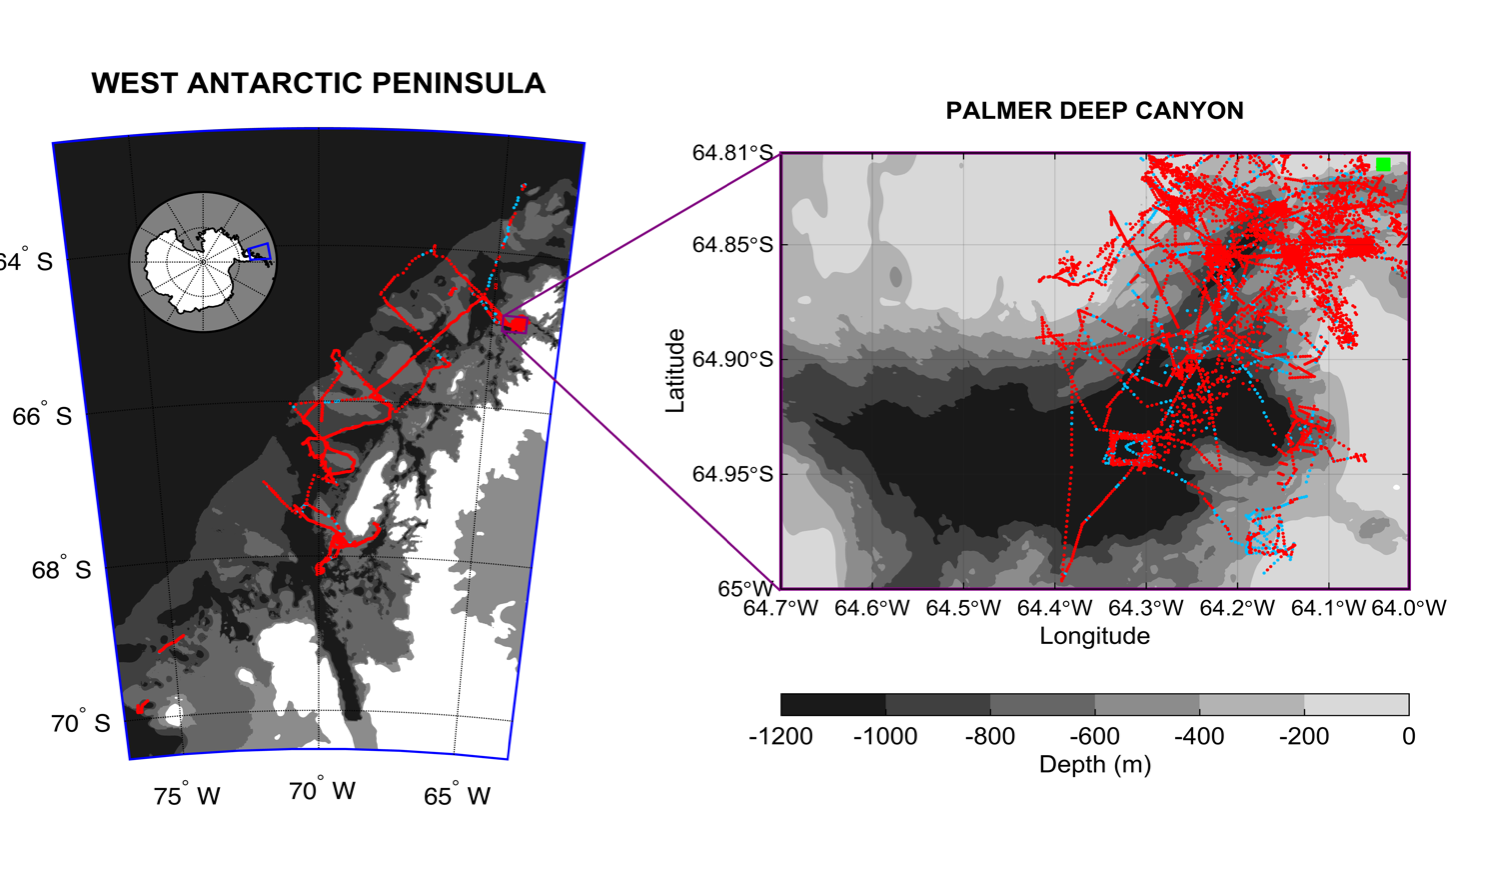 WEST ANTARCTIC PENINSULA
64° S
66° S
68° S
70° S
75° W
70° W
65° W
PALMER DEEP CANYON
64.81°S
64.85°S
64.90°S
64.95°S
65°W
Latitude
64.7°W 64.6°W 64.5°W 64.4°W 64.3°W 64.2°W 64.1°W 64.0°W
Longitude
-1200 -1000 -800 -600 -400 -200 0
Depth (m)